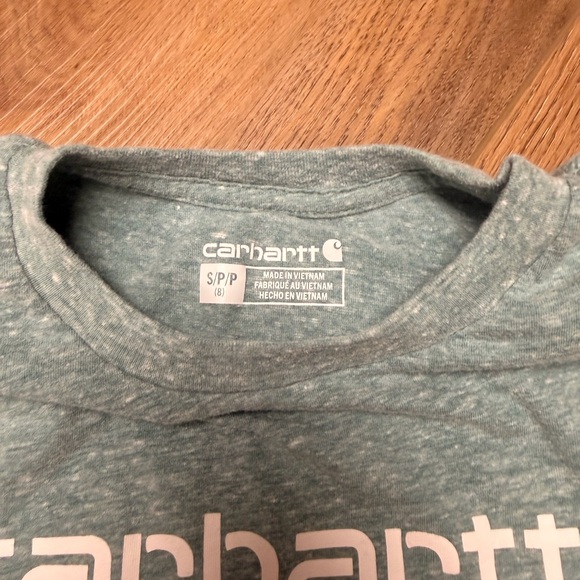 carhartt
S/P/P
(8)
MADE IN VIETNAM
FABRIQUÉ AU VIETNAM
HECHO EN VIETNAM
carhartt